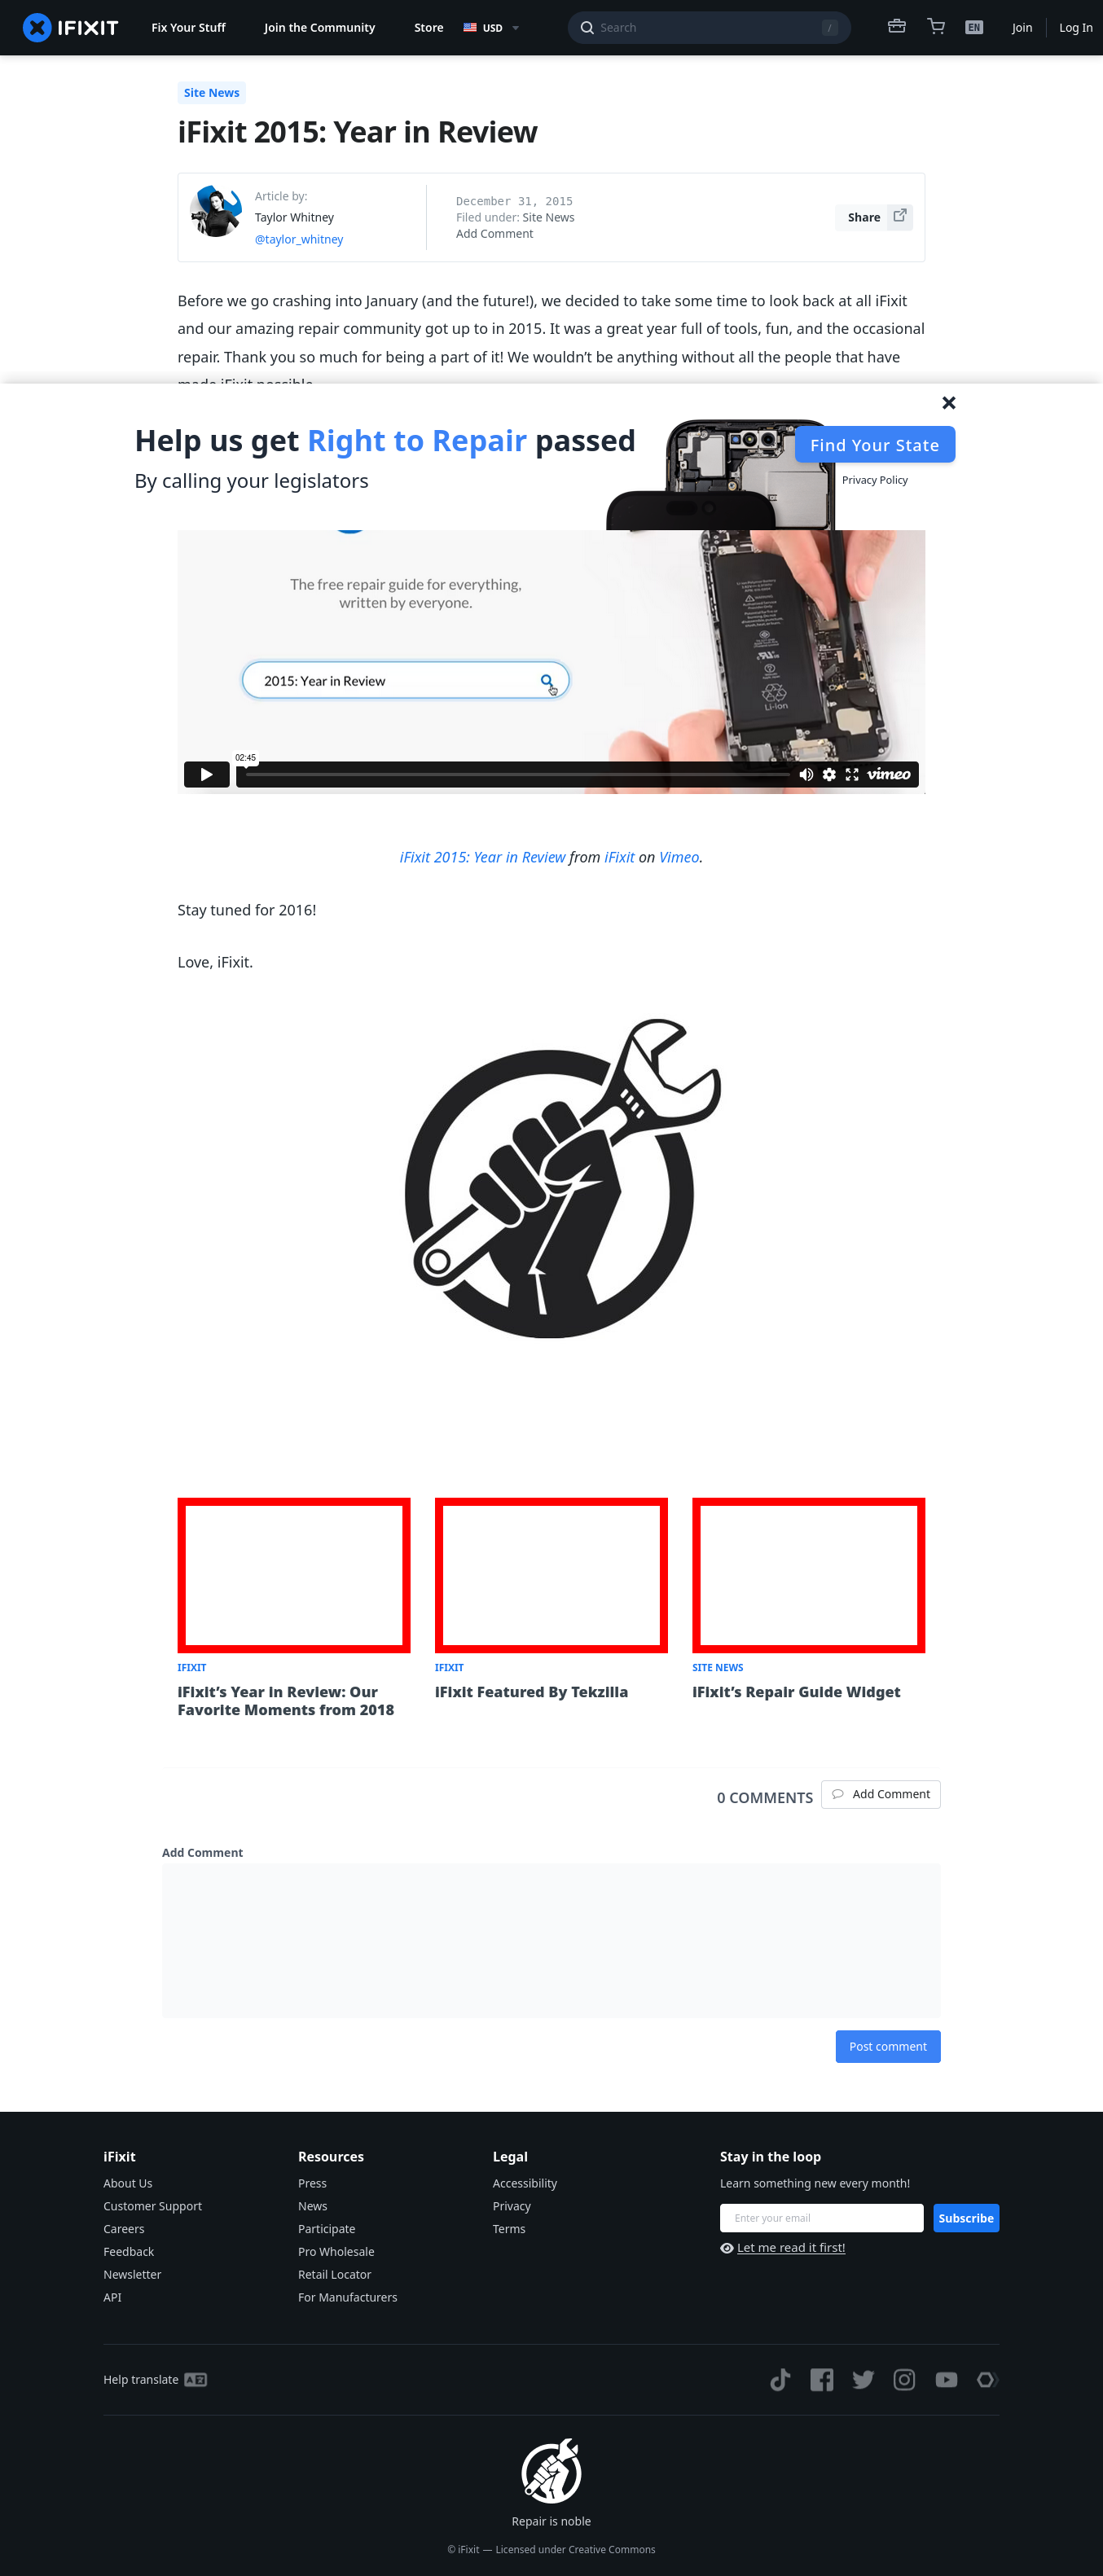 IFIXIT
Fix Your Stuff
Join the Community
Store
USD
Search
/
EN
Join
Log In
Site News
iFixit 2015: Year in Review
Article by:
Taylor Whitney
@taylor_whitney
December 31, 2015
Filed under: Site News
Add Comment
Share
Before we go crashing into January (and the future!), we decided to take some time to look back at all iFixit
and our amazing repair community got up to in 2015. It was a great year full of tools, fun, and the occasional
repair. Thank you so much for being a part of it! We wouldn’t be anything without all the people that have
made iFixit possible.
Help us get Right to Repair passed
By calling your legislators
Find Your State
Privacy Policy
The free repair guide for everything,
written by everyone.
2015: Year in Review
Li-ion
02:45
vimeo
iFixit 2015: Year in Review from iFixit on Vimeo.
Stay tuned for 2016!
Love, iFixit.
IFIXIT
iFixit’s Year in Review: Our
Favorite Moments from 2018
IFIXIT
iFixit Featured By Tekzilla
SITE NEWS
iFixit’s Repair Guide Widget
0 COMMENTS
Add Comment
Add Comment
Post comment
iFixit
About Us
Customer Support
Careers
Feedback
Newsletter
API
Resources
Press
News
Participate
Pro Wholesale
Retail Locator
For Manufacturers
Legal
Accessibility
Privacy
Terms
Stay in the loop
Learn something new every month!
Enter your email
Subscribe
Let me read it first!
Help translate
Repair is noble
© iFixit — Licensed under Creative Commons